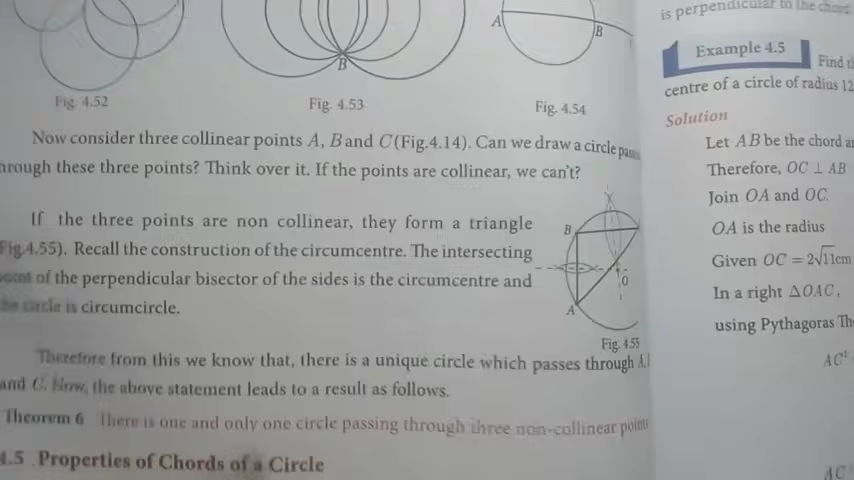 B
A
B
Fig. 4.52
Fig. 4.53
Fig. 4.54
Now consider three collinear points A, B and C(Fig.4.14). Can we draw a circle
through these three points? Think over it. If the points are collinear, we can't?
If the three points are non collinear, they form a triangle
Fig.4.55). Recall the construction of the circumcentre. The intersecting
of the perpendicular bisector of the sides is the circumcentre and
circle is circumcircle.
B
O
A
Fig. 4.55
Therefore from this we know that, there is a unique circle which passes through A,
and C. Now, the above statement leads to a result as follows.
Theorem 6 There is one and only one circle passing through three non-collinear points
4.5 Properties of Chords of a Circle
is perpendicular to the chord
Example 4.5 Find
centre of a circle of radius 12
Solution
Let AB be the chord
Therefore, OC ⊥ AB
Join OA and OC.
OA is the radius
Given OC = 2√11cm
In a right ΔOAC,
using Pythagoras
AC²
AC